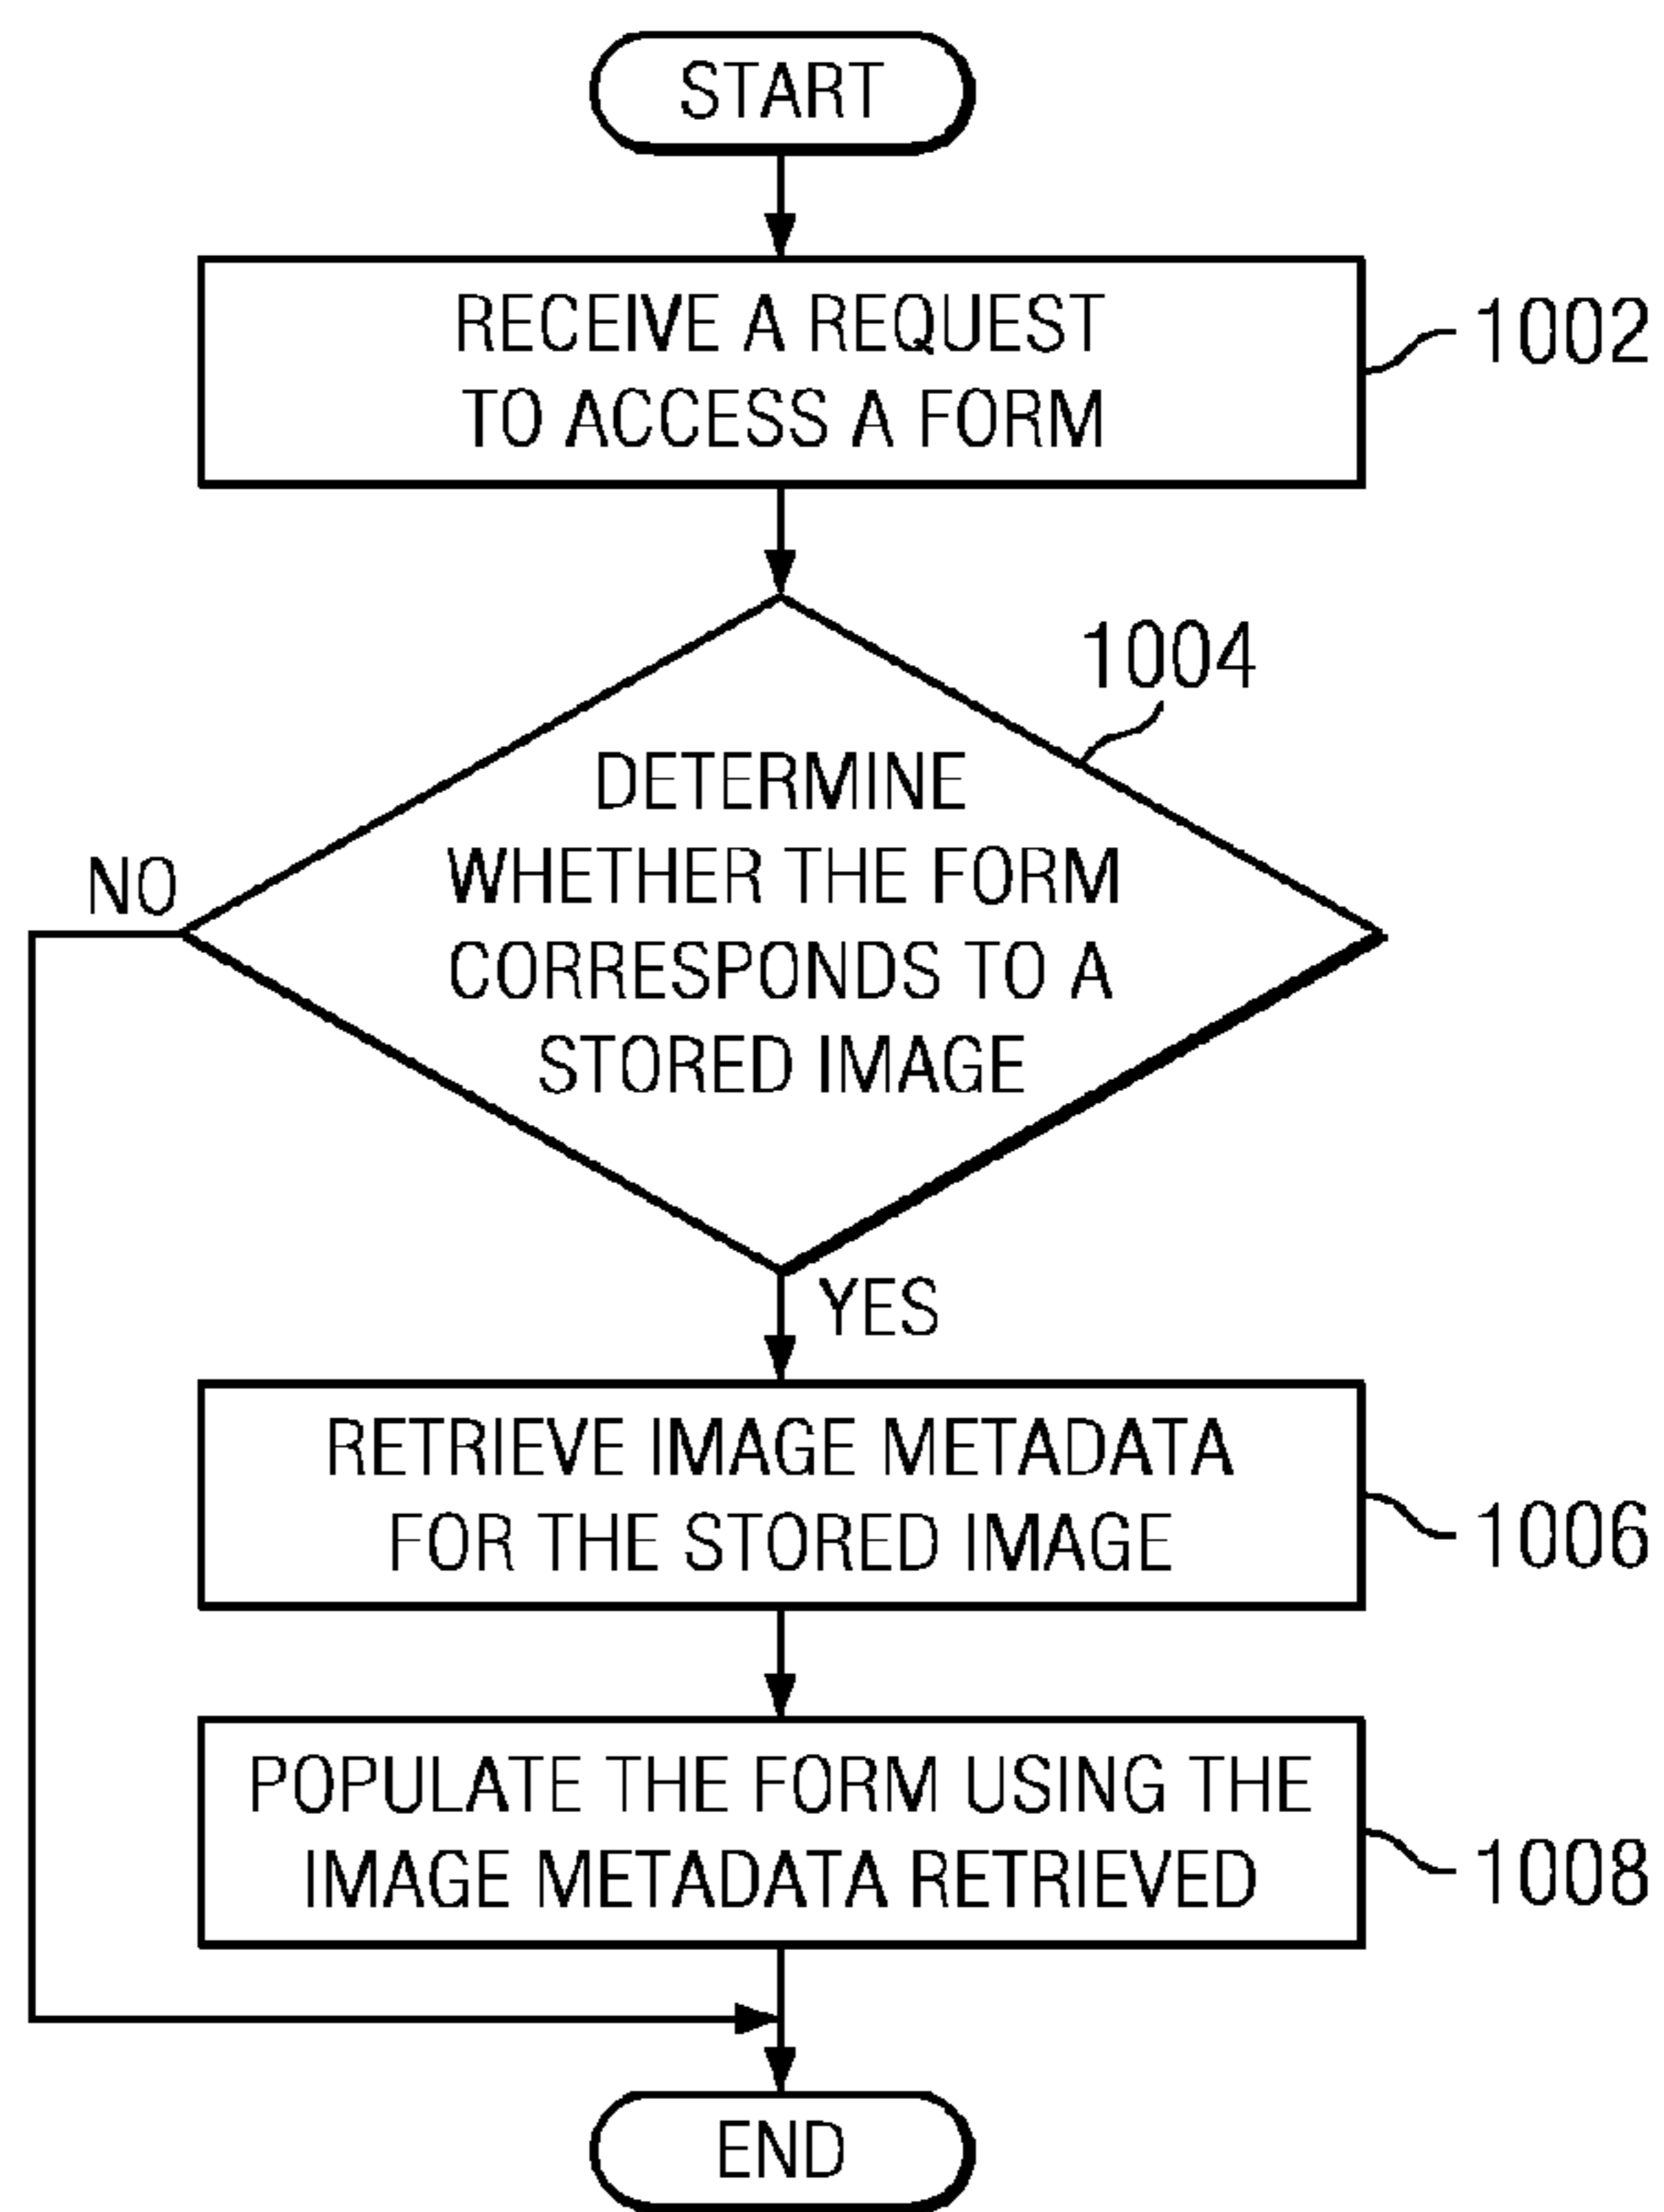 START
RECEIVE A REQUEST
TO ACCESS A FORM
1002
1004
DETERMINE
WHETHER THE FORM
CORRESPONDS TO A
STORED IMAGE
NO
YES
RETRIEVE IMAGE METADATA
FOR THE STORED IMAGE
1006
POPULATE THE FORM USING THE
IMAGE METADATA RETRIEVED
1008
END